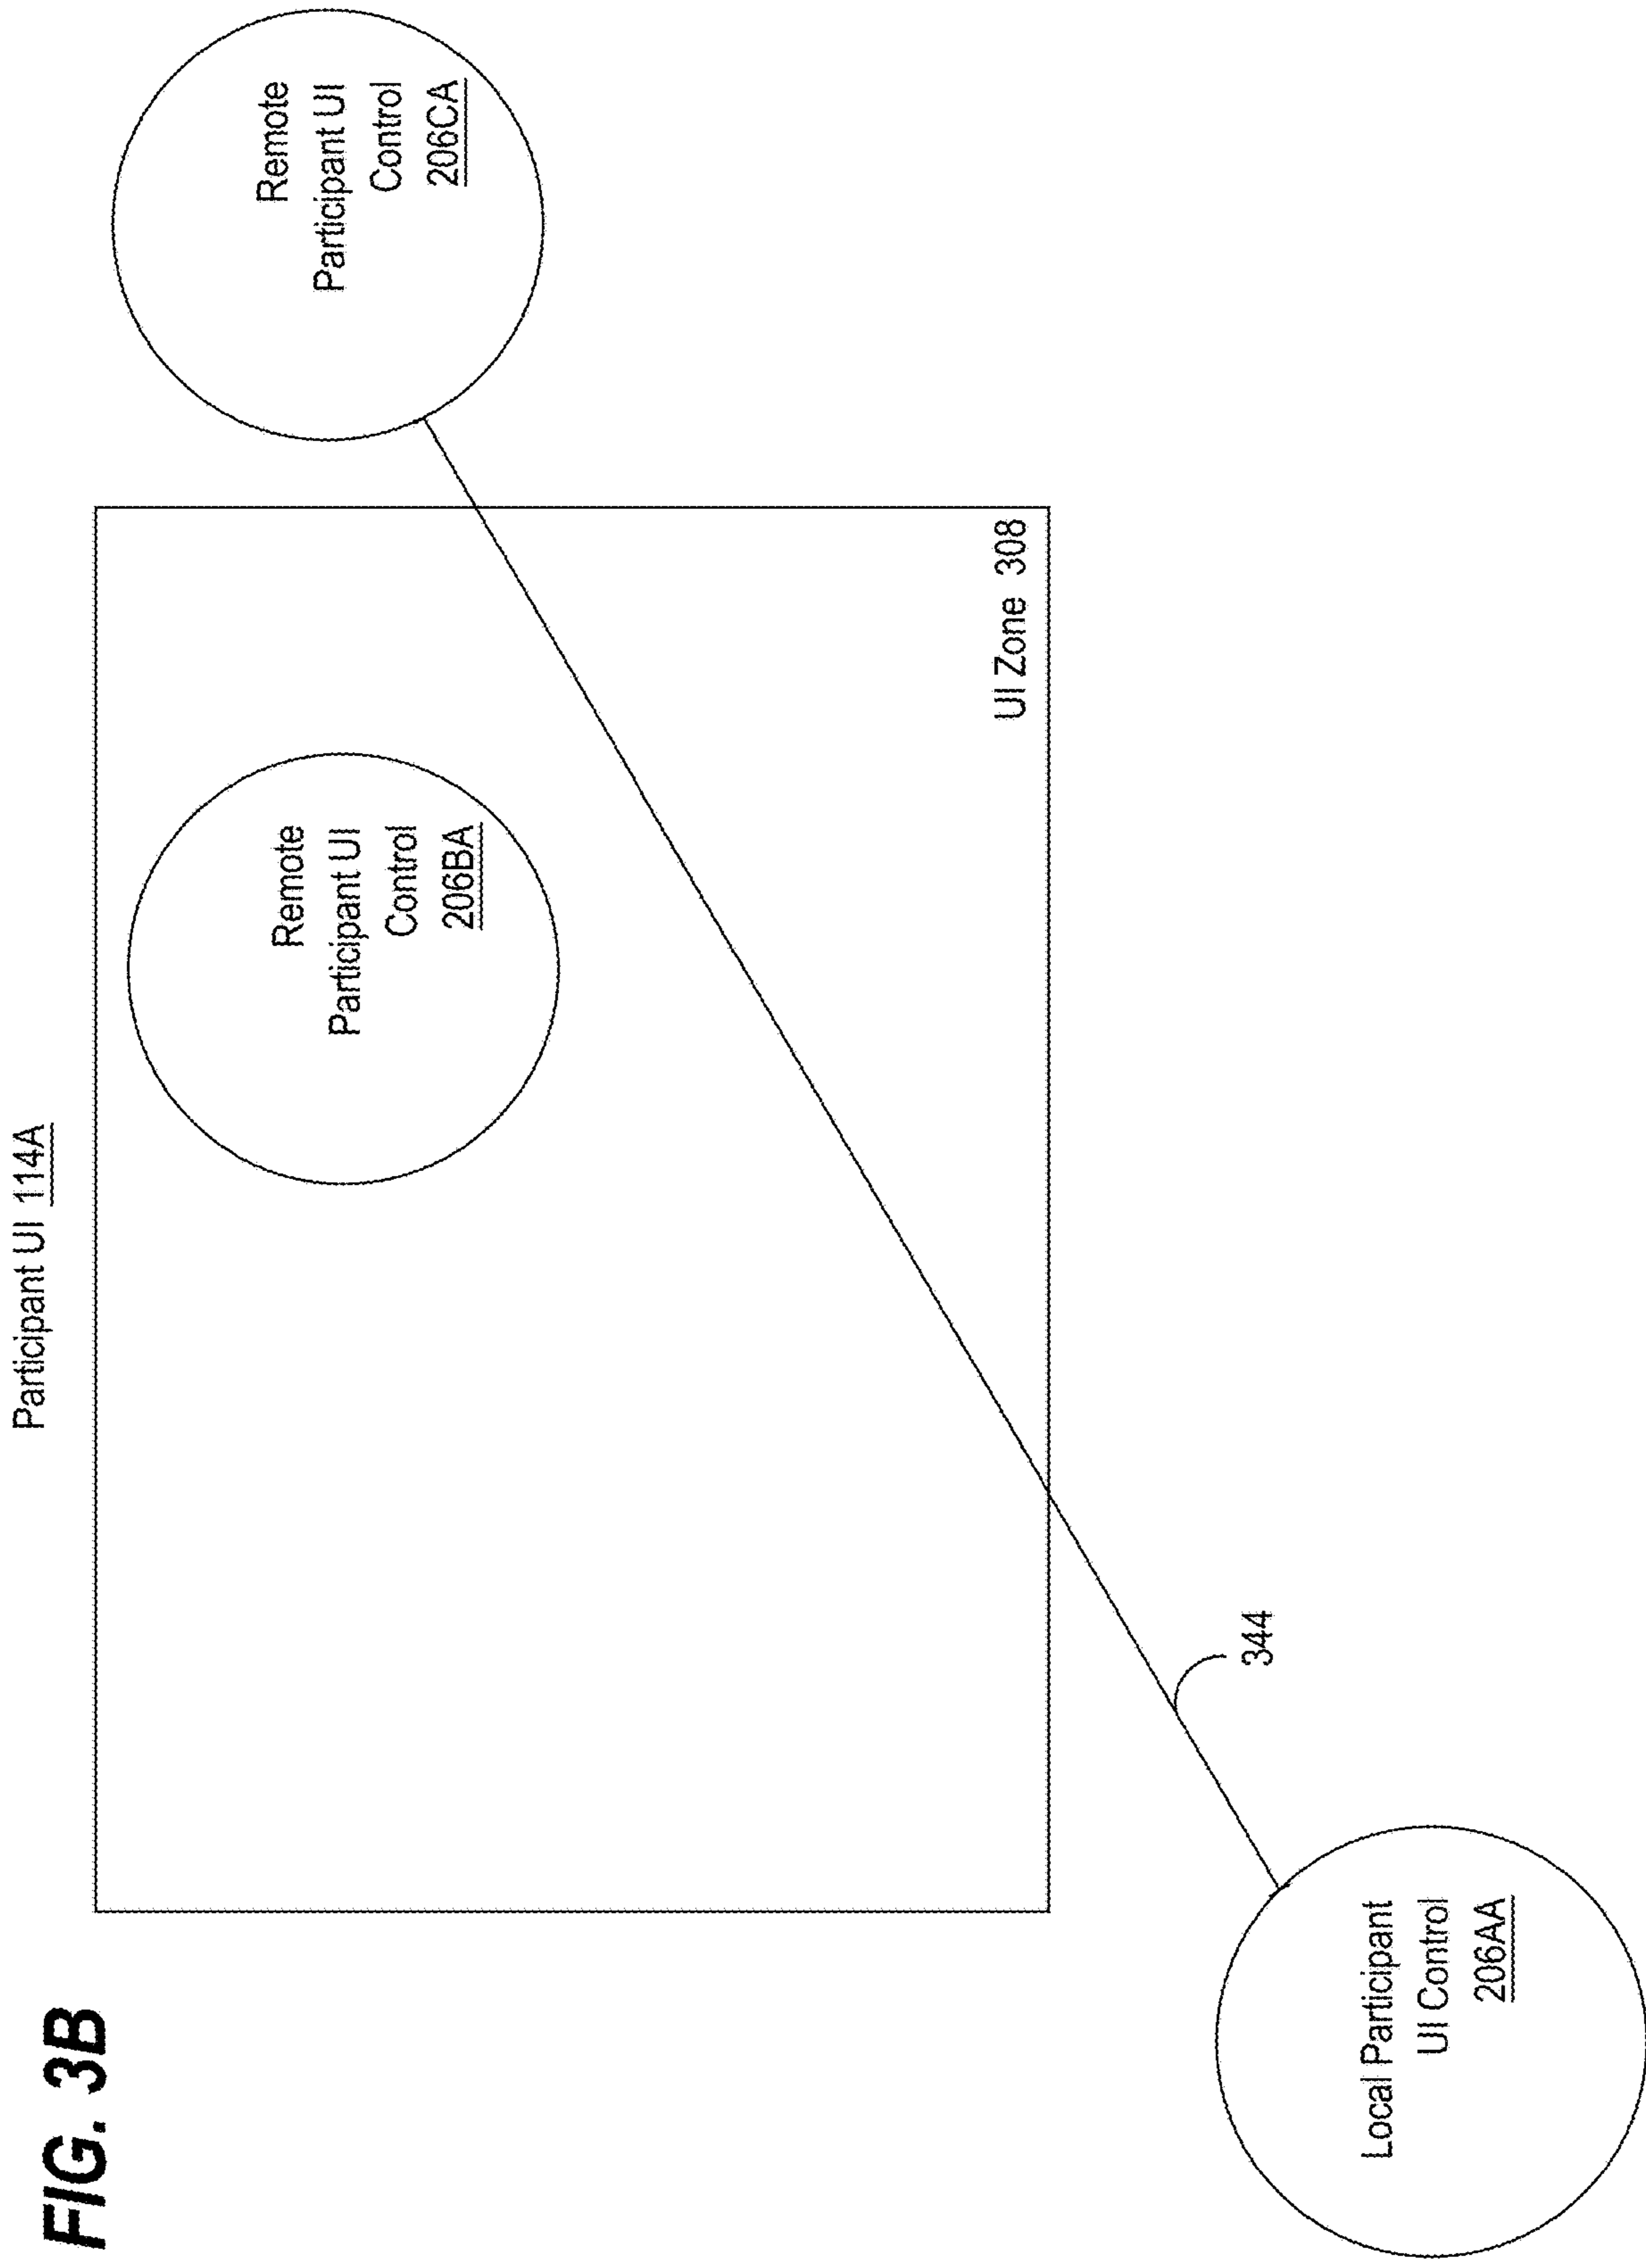 FIG. 3B
Participant UI 114A
Remote
Participant UI
Control
206BA
Remote
Participant UI
Control
206CA
UI Zone 308
344
Local Participant
UI Control
206AA